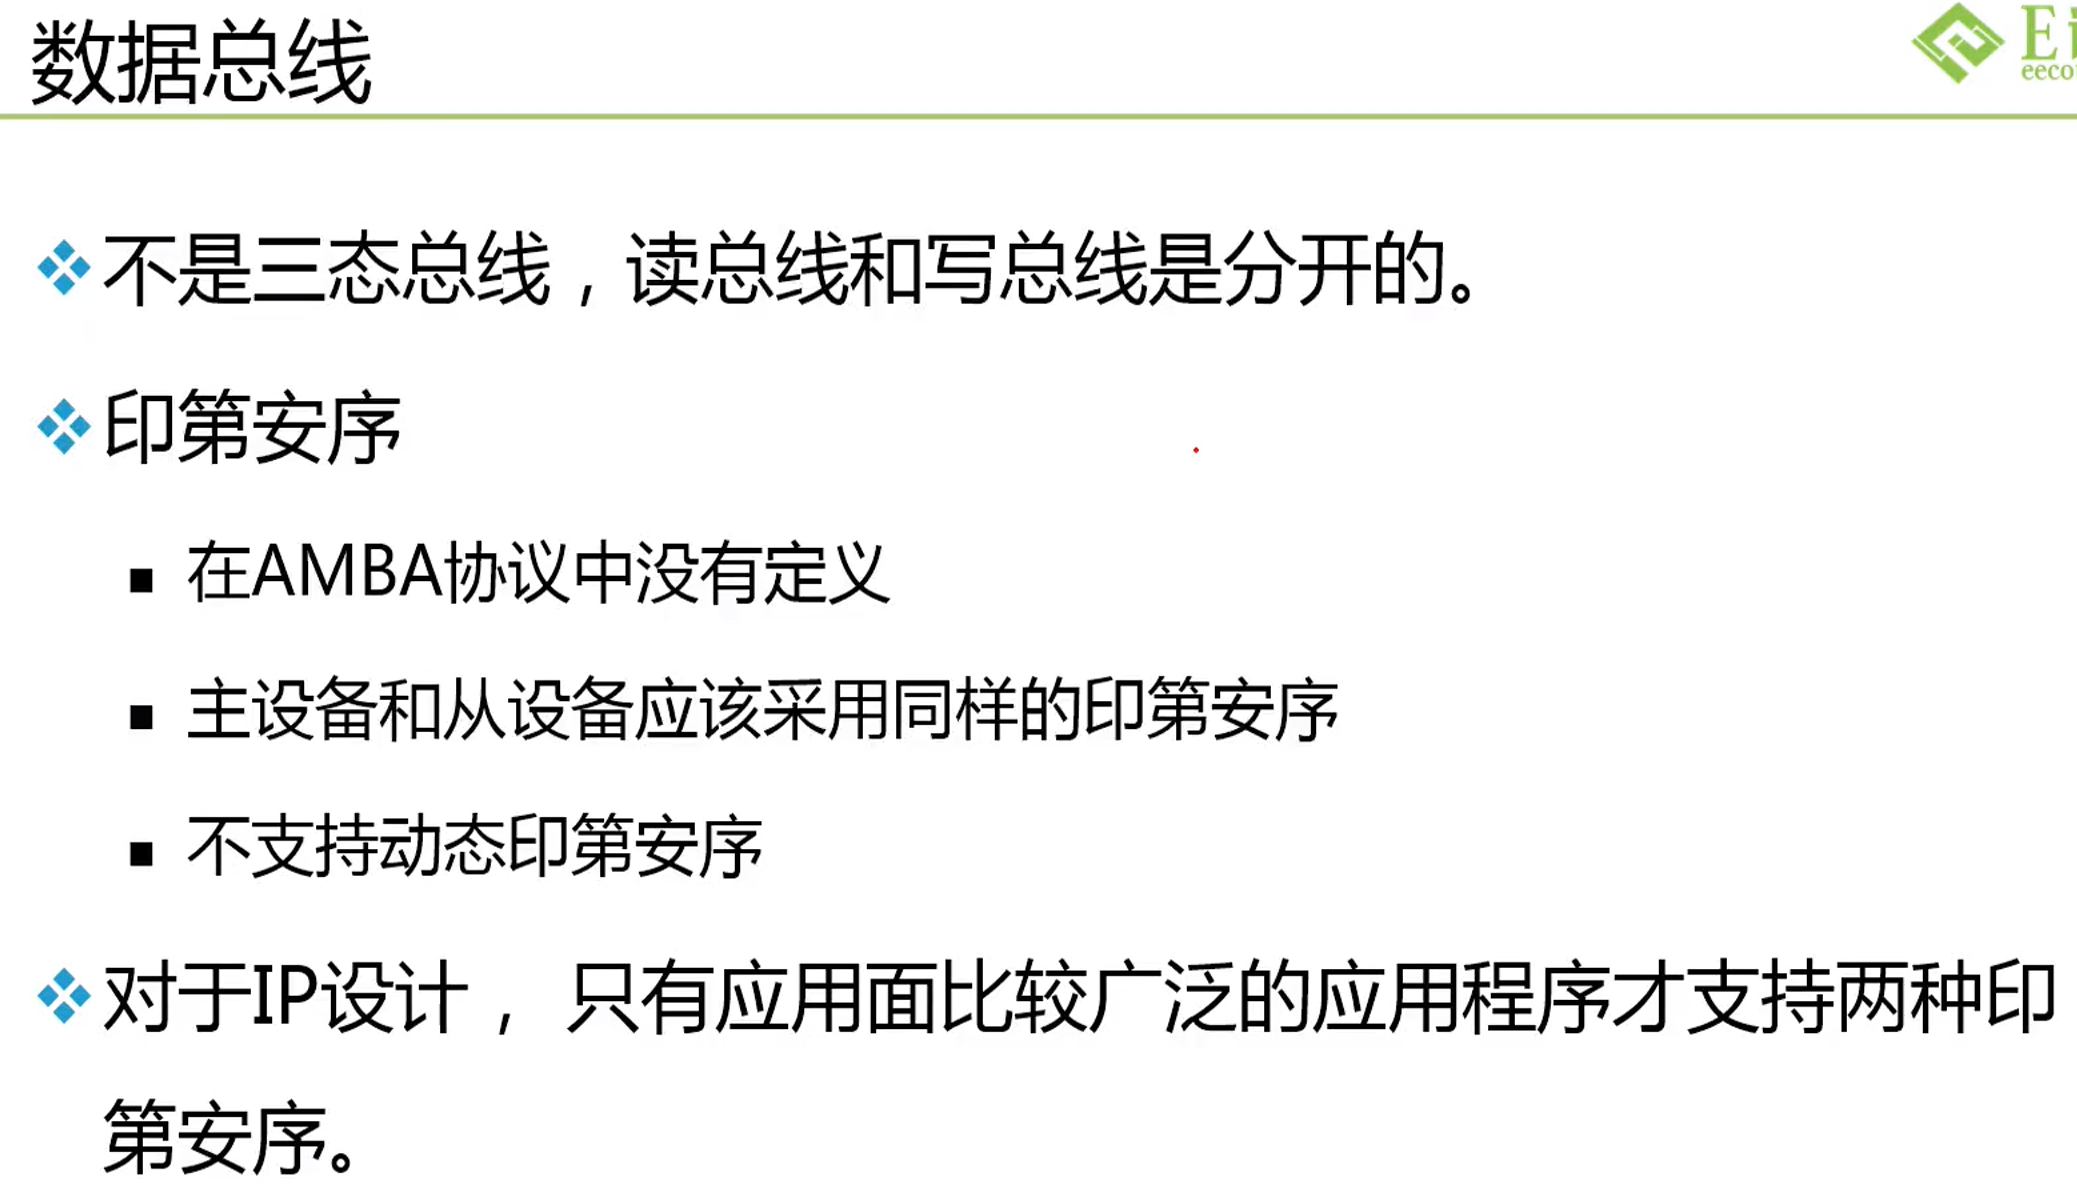 数据总线
不是三态总线，读总线和写总线是分开的。
印第安序
在AMBA协议中没有定义
主设备和从设备应该采用同样的印第安序
不支持动态印第安序
对于IP设计， 只有应用面比较广泛的应用程序才支持两种印
第安序。